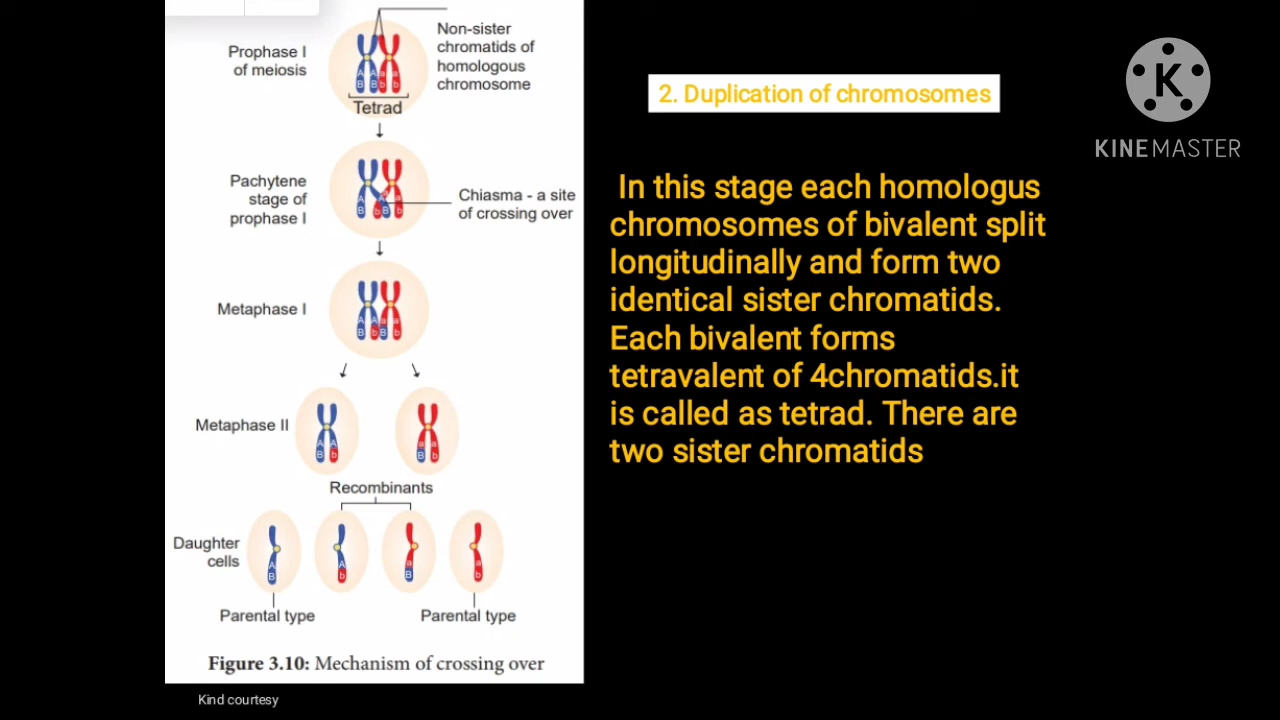 Prophase I
of meiosis
Non-sister
chromatids of
homologous
chromosome
A A a a
B B b b
Tetrad
Pachytene
stage of
prophase I
Chiasma - a site
of crossing over
A A a
B b b
Metaphase I
A A a a
B b B b
Metaphase II
A A
B b
a a
B b
Recombinants
Daughter
cells
A
B
A
b
a
B
a
b
Parental type
Parental type
Figure 3.10: Mechanism of crossing over
Kind courtesy
2. Duplication of chromosomes
In this stage each homologus
chromosomes of bivalent split
longitudinally and form two
identical sister chromatids.
Each bivalent forms
tetravalent of 4chromatids.it
is called as tetrad. There are
two sister chromatids
K
KINEMASTER